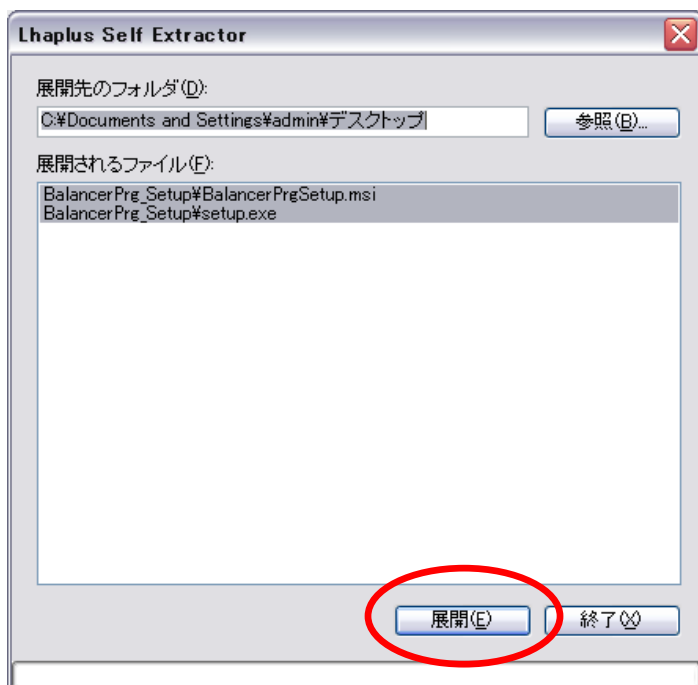 Lhaplus Self Extractor
展開先のフォルダ(D):
C:¥Documents and Settings¥admin¥デスクトップ
参照(B)...
展開されるファイル(F):
BalancerPrg_Setup¥BalancerPrgSetup.msi
BalancerPrg_Setup¥setup.exe
展開(E)
終了(X)